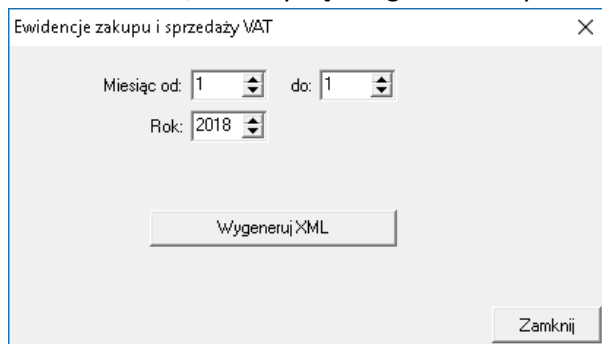 Ewidencje zakupu i sprzedaży VAT
Miesiąc od: 1 do: 1
Rok: 2018
Wygeneruj XML
Zamknij